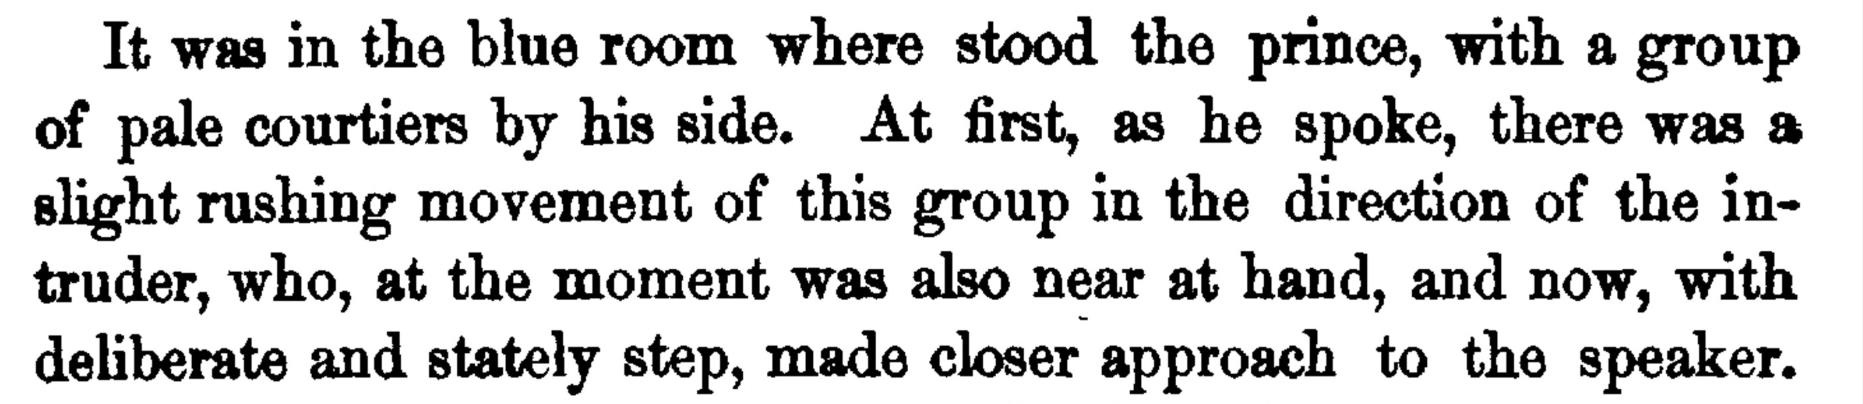 It was in the blue room where stood the prince, with a group
of pale courtiers by his side. At first, as he spoke, there was a
slight rushing movement of this group in the direction of the in-
truder, who, at the moment was also near at hand, and now, with
deliberate and stately step, made closer approach to the speaker.